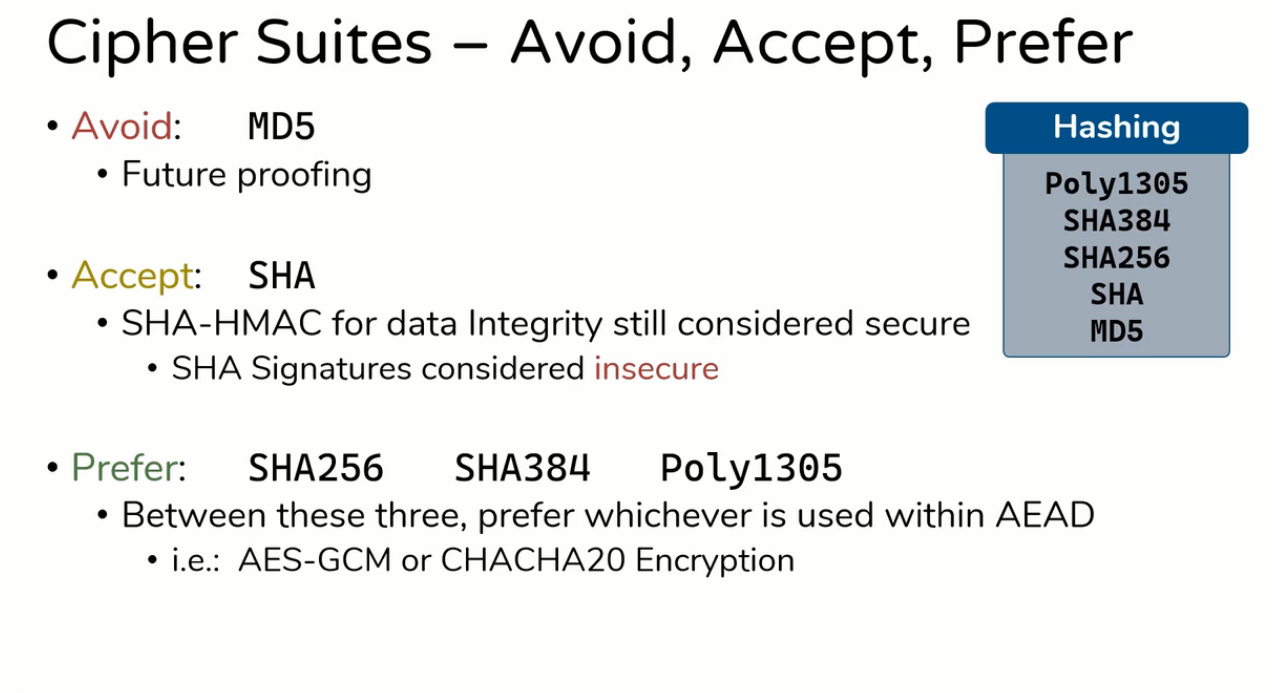 Cipher Suites – Avoid, Accept, Prefer
• Avoid: MD5
• Future proofing
• Accept: SHA
• SHA-HMAC for data Integrity still considered secure
• SHA Signatures considered insecure
• Prefer: SHA256 SHA384 Poly1305
• Between these three, prefer whichever is used within AEAD
• i.e.: AES-GCM or CHACHA20 Encryption
Hashing
Poly1305
SHA384
SHA256
SHA
MD5